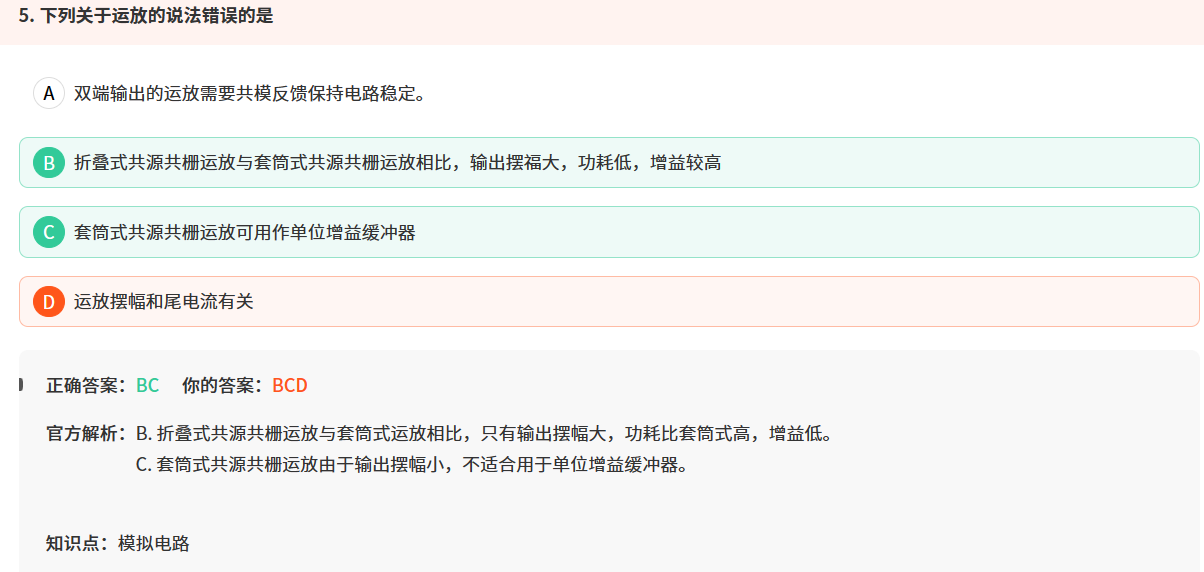 5. 下列关于运放的说法错误的是
A 双端输出的运放需要共模反馈保持电路稳定。
B 折叠式共源共栅运放与套筒式共源共栅运放相比，输出摆福大，功耗低，增益较高
C 套筒式共源共栅运放可用作单位增益缓冲器
D 运放摆幅和尾电流有关
正确答案：BC 你的答案：BCD
官方解析：B. 折叠式共源共栅运放与套筒式运放相比，只有输出摆幅大，功耗比套筒式高，增益低。
C. 套筒式共源共栅运放由于输出摆幅小，不适合用于单位增益缓冲器。
知识点：模拟电路